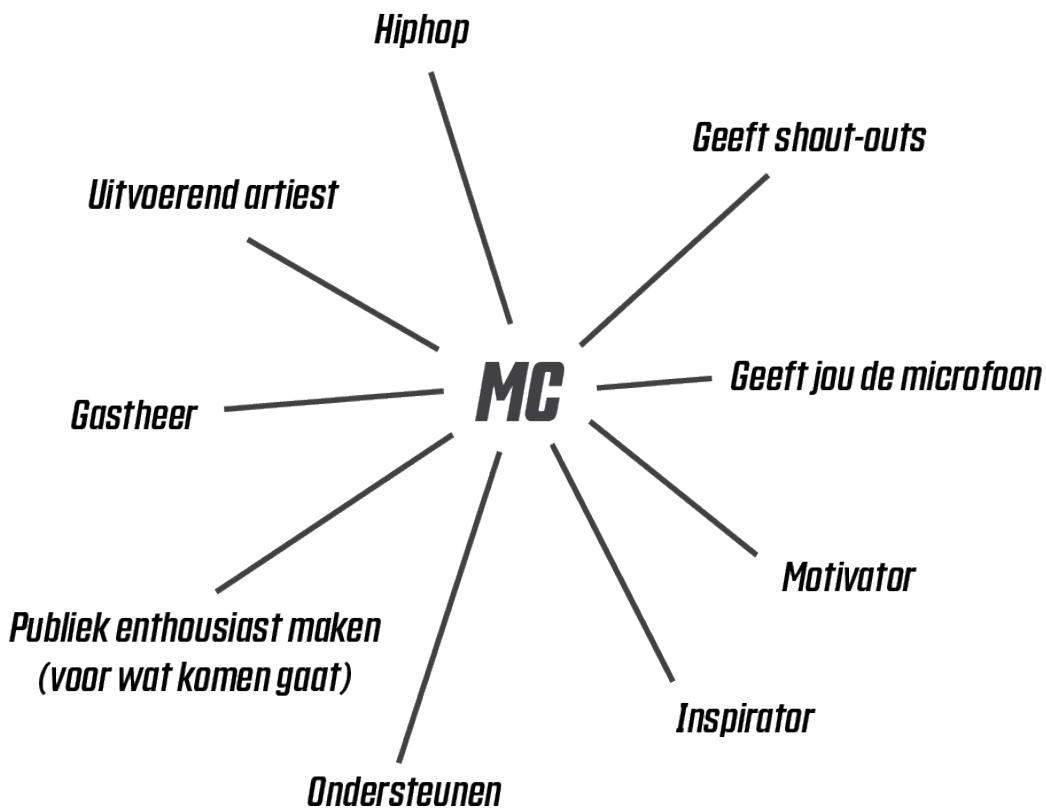 Hiphop
Geeft shout-outs
Uitvoerend artiest
MC
Geeft jou de microfoon
Gastheer
Motivator
Publiek enthousiast maken
(voor wat komen gaat)
Inspirator
Ondersteunen